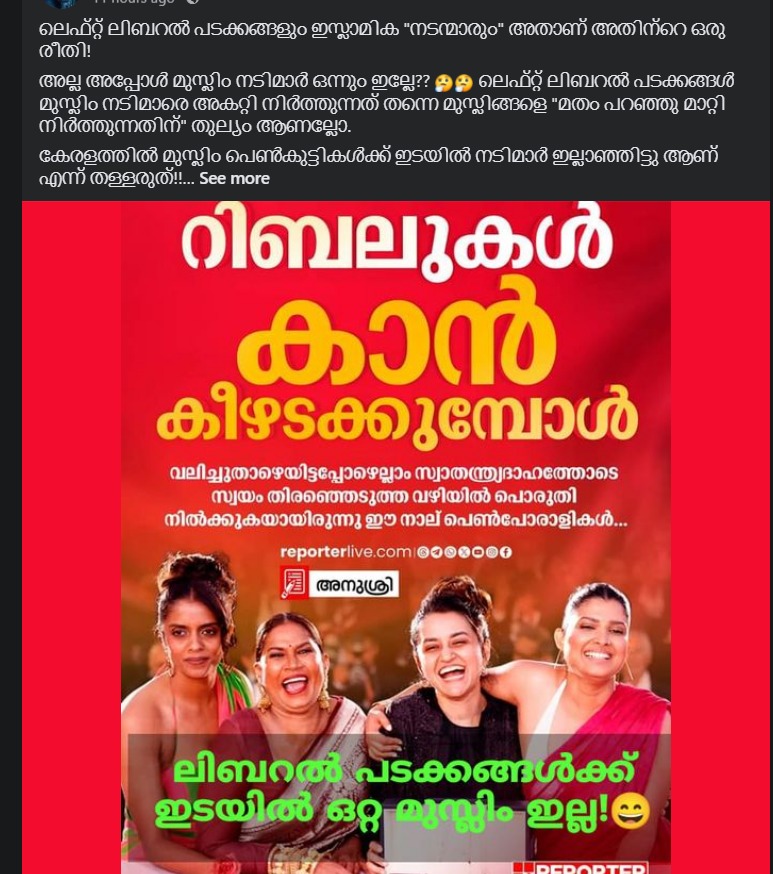 ലെഫ്റ്റ് ലിബറൽ പടക്കങ്ങളും ഇസ്ലാമിക "നടന്മാരും" അതാണ് അതിന്റെ ഒരു
രീതി!
അല്ല അപ്പോൾ മുസ്ലിം നടിമാർ ഒന്നും ഇല്ലേ?? 🤧🤧 ലെഫ്റ്റ് ലിബറൽ പടക്കങ്ങൾ
മുസ്ലിം നടിമാരെ അകറ്റി നിർത്തുന്നത് തന്നെ മുസ്ലിങ്ങളെ "മതം പറഞ്ഞു മാറ്റി
നിർത്തുന്നതിന്" തുല്യം ആണല്ലോ.
കേരളത്തിൽ മുസ്ലിം പെൺകുട്ടികൾക്ക് ഇടയിൽ നടിമാർ ഇല്ലാഞ്ഞിട്ടു ആണ്
എന്ന് തള്ളരുത്!!... See more
റിബലുകൾ
കാൻ
കീഴടക്കുമ്പോൾ
വലിച്ചുതാഴെയിട്ടപ്പോഴെല്ലാം സ്വാതന്ത്ര്യദാഹത്തോടെ
സ്വയം തിരഞ്ഞെടുത്ത വഴിയിൽ പൊരുതി
നിൽക്കുകയായിരുന്നു ഈ നാല് പെൺപോരാളികൾ...
reporterlive.com
അനുശ്രി
ലിബറൽ പടക്കങ്ങൾക്ക്
ഇടയിൽ ഒറ്റ മുസ്ലിം ഇല്ല!😄
REPORTER